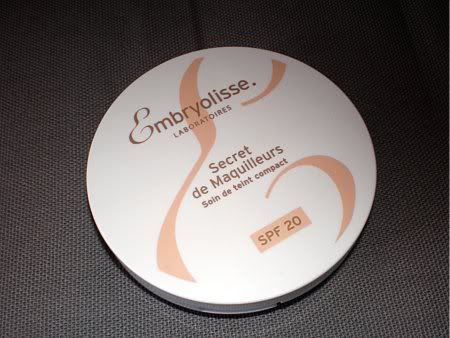 Embryolisse.
LABORATOIRES
Secret
de Maquilleurs
Soin de teint compact
SPF 20